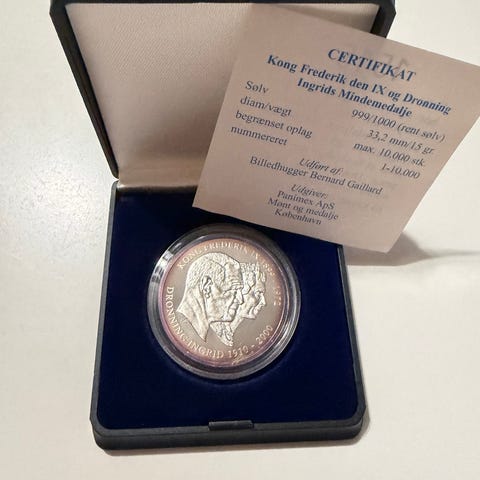 CERTIFIKAT
Kong Frederik den IX og Dronning
Ingrids Mindemedalje
Sølv 999/1000 (rent sølv)
diam/vægt 33,2 mm/15 gr.
begrænset oplag max. 10.000 stk.
nummereret 1-10.000
Udført af:
Billedhugger Bernard Gaillard
Udgiver:
Panimex ApS
Mønt og medalje
København
KONG FREDERIK IX 1899 - 1972
DRONNING INGRID 1910 - 2000